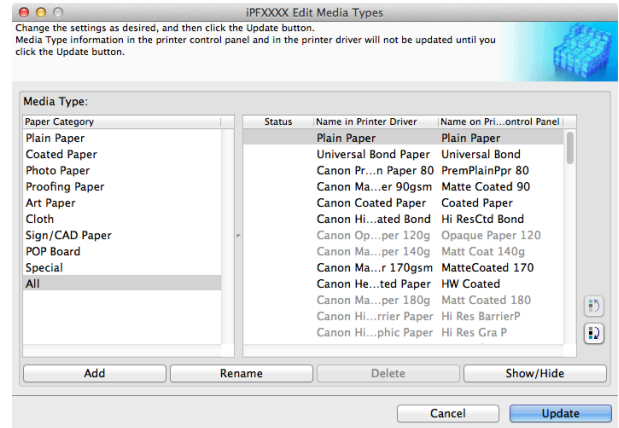 iPFXXXX Edit Media Types
Change the settings as desired, and then click the Update button.
Media Type information in the printer control panel and in the printer driver will not be updated until you
click the Update button.
Media Type:
Paper Category
Plain Paper
Coated Paper
Photo Paper
Proofing Paper
Art Paper
Cloth
Sign/CAD Paper
POP Board
Special
All
Status Name in Printer Driver Name on Pri...ontrol Panel
Plain Paper Plain Paper
Universal Bond Paper Universal Bond
Canon Pr...n Paper 80 PremPlainPpr 80
Canon Ma...er 90gsm Matte Coated 90
Canon Coated Paper Coated Paper
Canon Hi...ated Bond Hi ResCtd Bond
Canon Op...per 120g Opaque Paper 120
Canon Ma...per 140g Matt Coat 140g
Canon Ma...r 170gsm MatteCoated 170
Canon He...ted Paper HW Coated
Canon Ma...per 180g Matt Coated 180
Canon Hi...rrier Paper Hi Res BarrierP
Canon Hi...phic Paper Hi Res Gra P
Add Rename Delete Show/Hide
Cancel Update